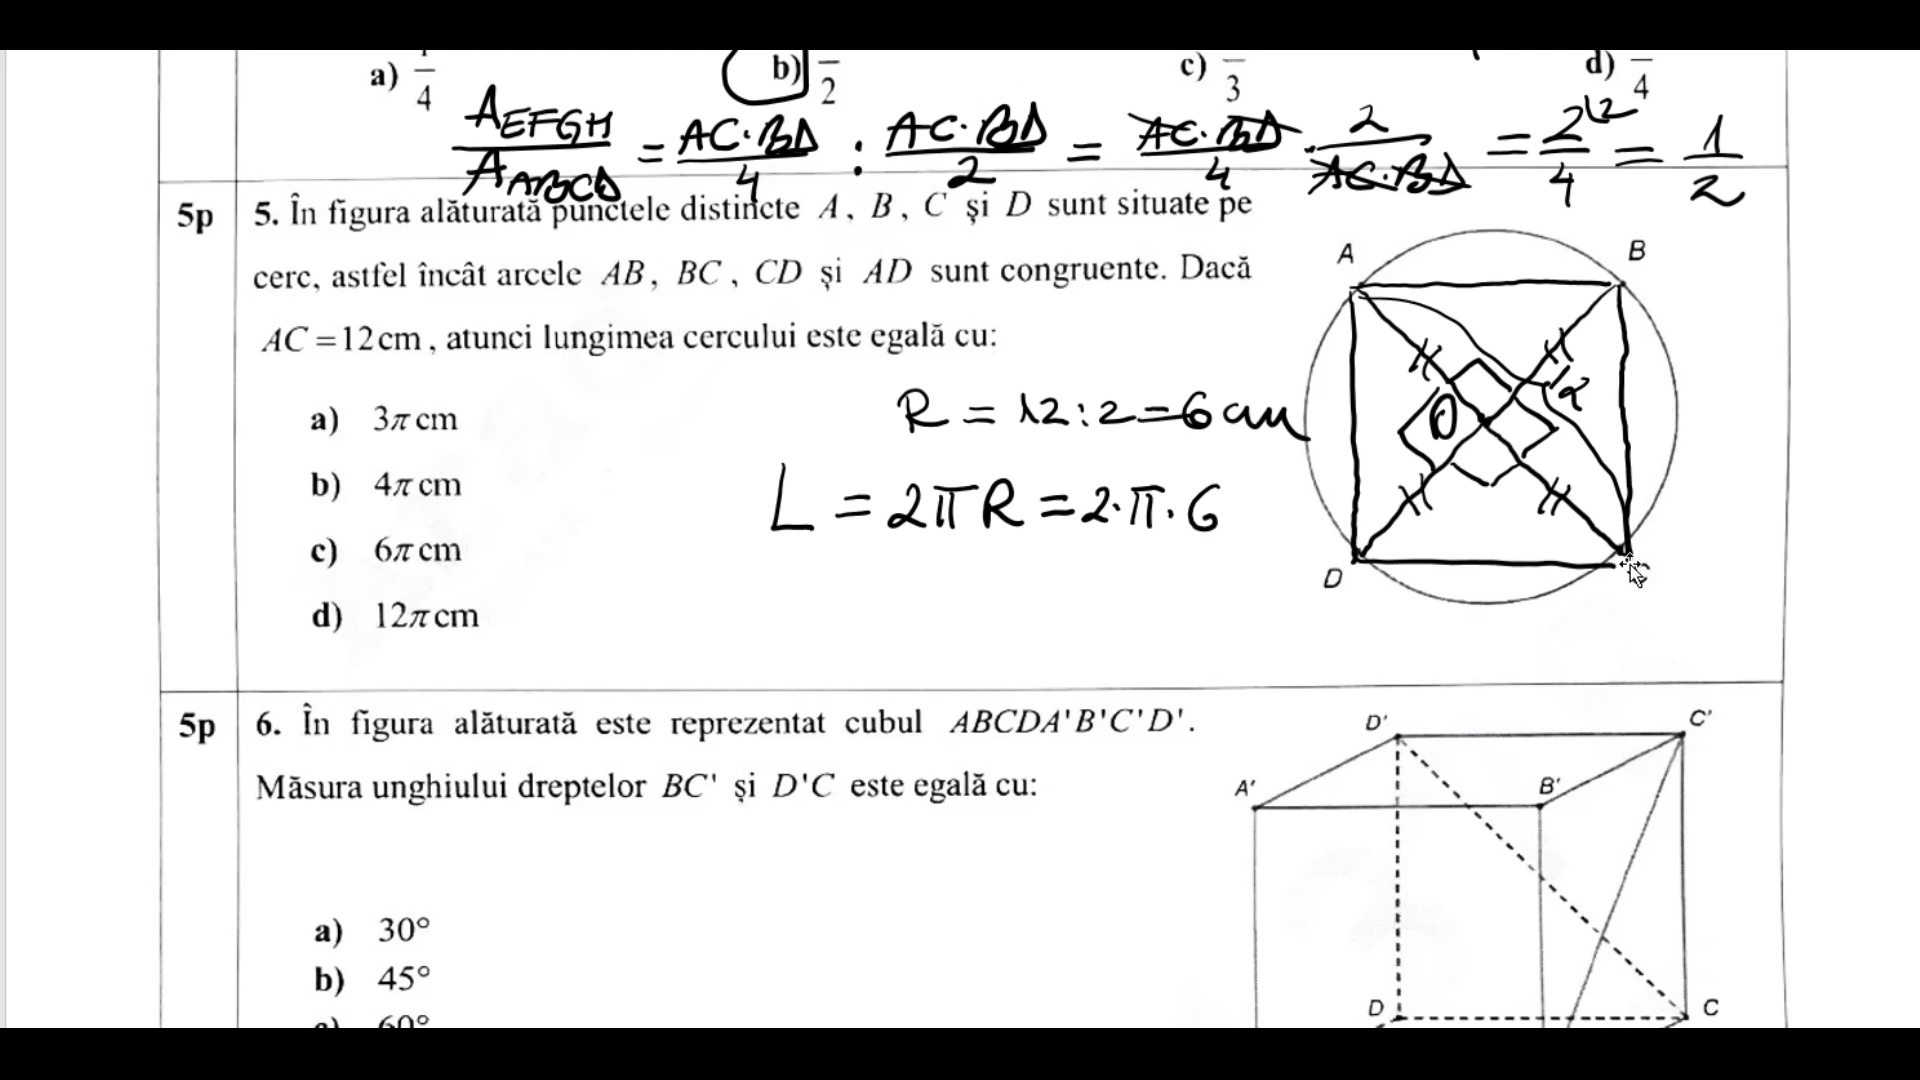 a) 1/4 b) —/2 c) —/3 d) —/4
A_EFGH / A_ABCD = AC·BD / 4 : AC·BD / 2 = AC·BD / 4 · 2 / AC·BD = 2 / 4 (2 = 1 / 2
5p 5. În figura alăturată punctele distincte A, B, C și D sunt situate pe
cerc, astfel încât arcele AB, BC, CD și AD sunt congruente. Dacă
AC = 12 cm, atunci lungimea cercului este egală cu:
a) 3π cm
b) 4π cm
c) 6π cm
d) 12π cm
R = 12 : 2 = 6 cm
L = 2πR = 2·π·6
A B
12
O
D
5p 6. În figura alăturată este reprezentat cubul ABCDA'B'C'D'.
Măsura unghiului dreptelor BC' și D'C este egală cu:
a) 30°
b) 45°
c) 60°
D' C'
A' B'
D C